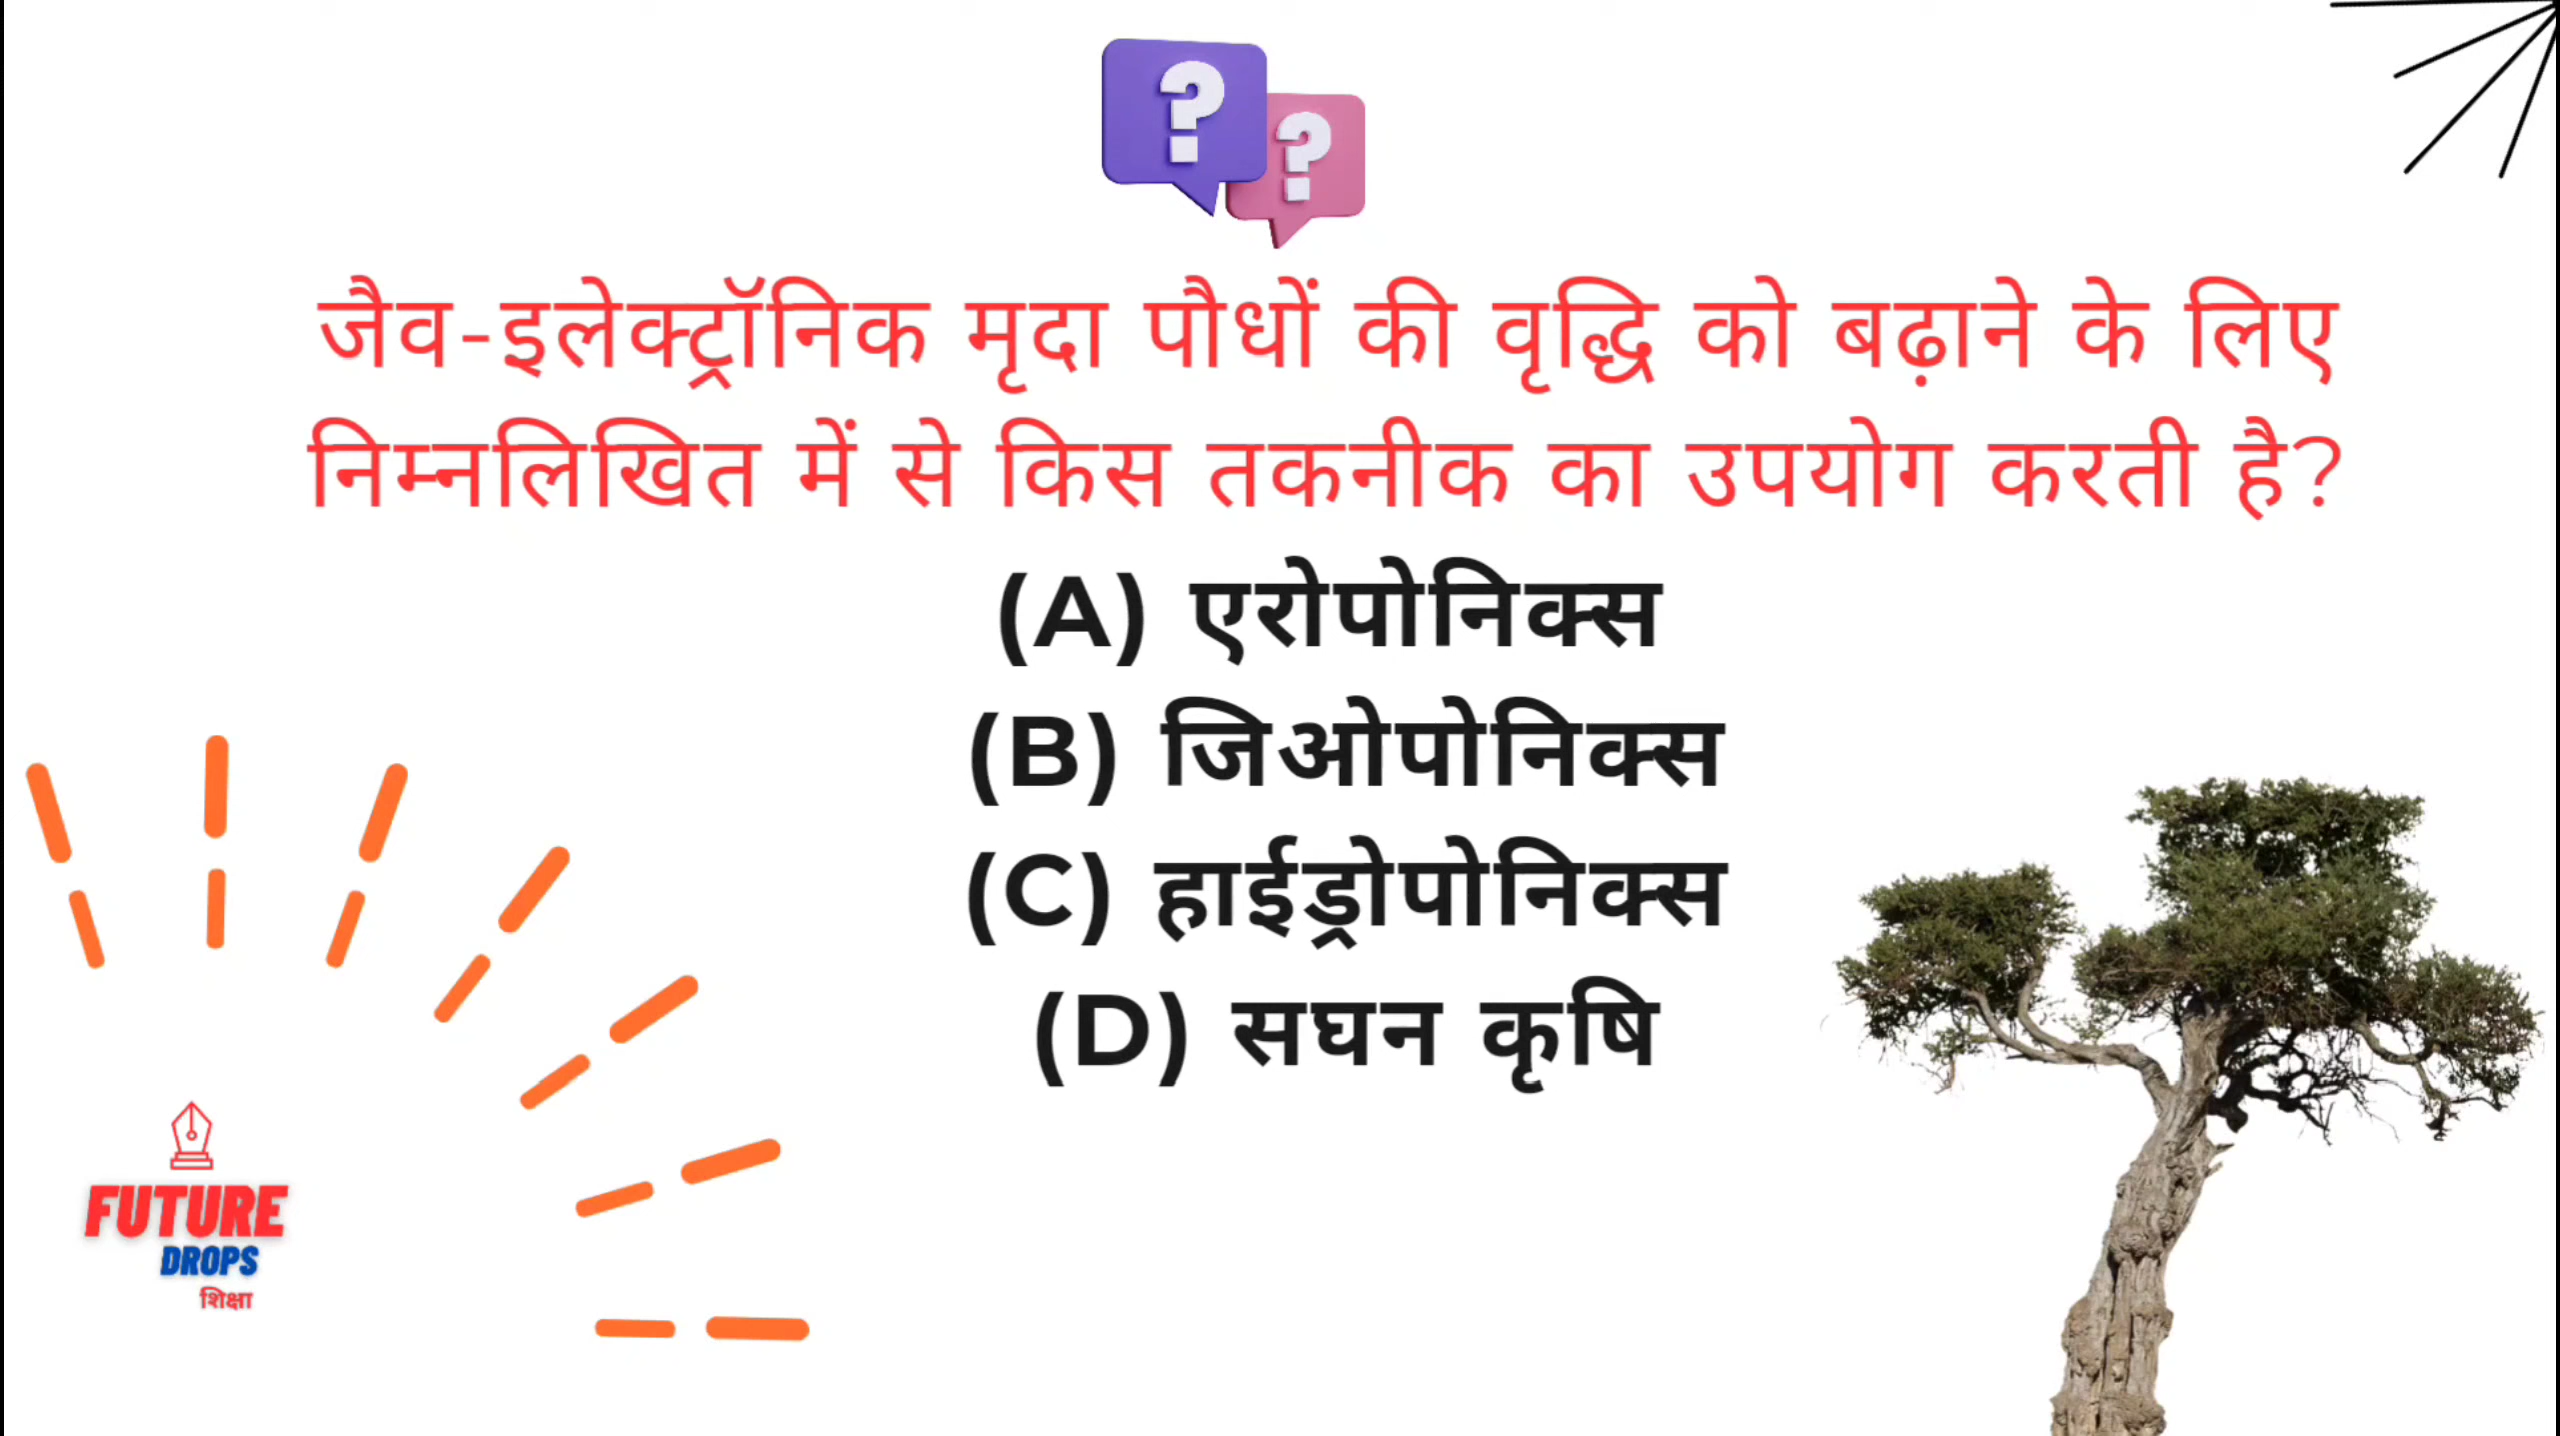 ? ?
जैव-इलेक्ट्रॉनिक मृदा पौधों की वृद्धि को बढ़ाने के लिए
निम्नलिखित में से किस तकनीक का उपयोग करती है?
(A) एरोपोनिक्स
(B) जिओपोनिक्स
(C) हाईड्रोपोनिक्स
(D) सघन कृषि
FUTURE
DROPS
शिक्षा